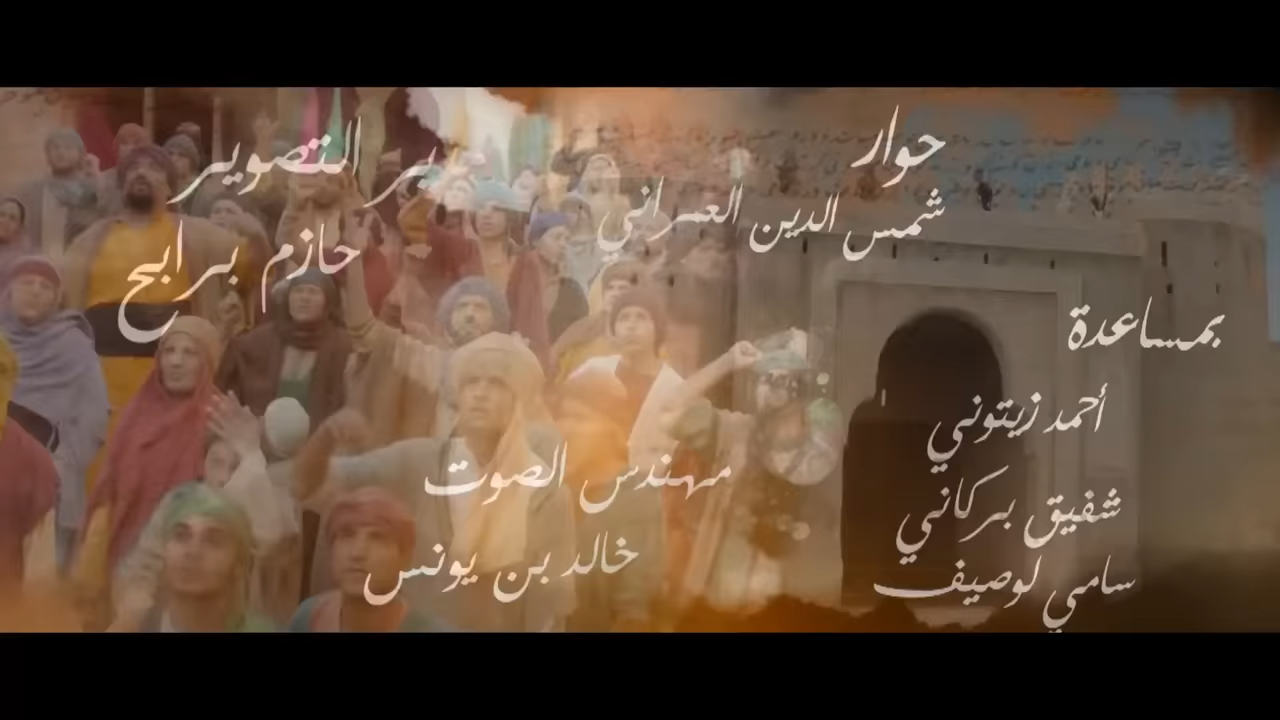 حوار
شمس الدين العمراني
مدير التصوير
حازم برابح
بمساعدة
أحمد زيتوني
شفيق بركاني
سامي لوصيف
مهندس الصوت
خالد بن يونس